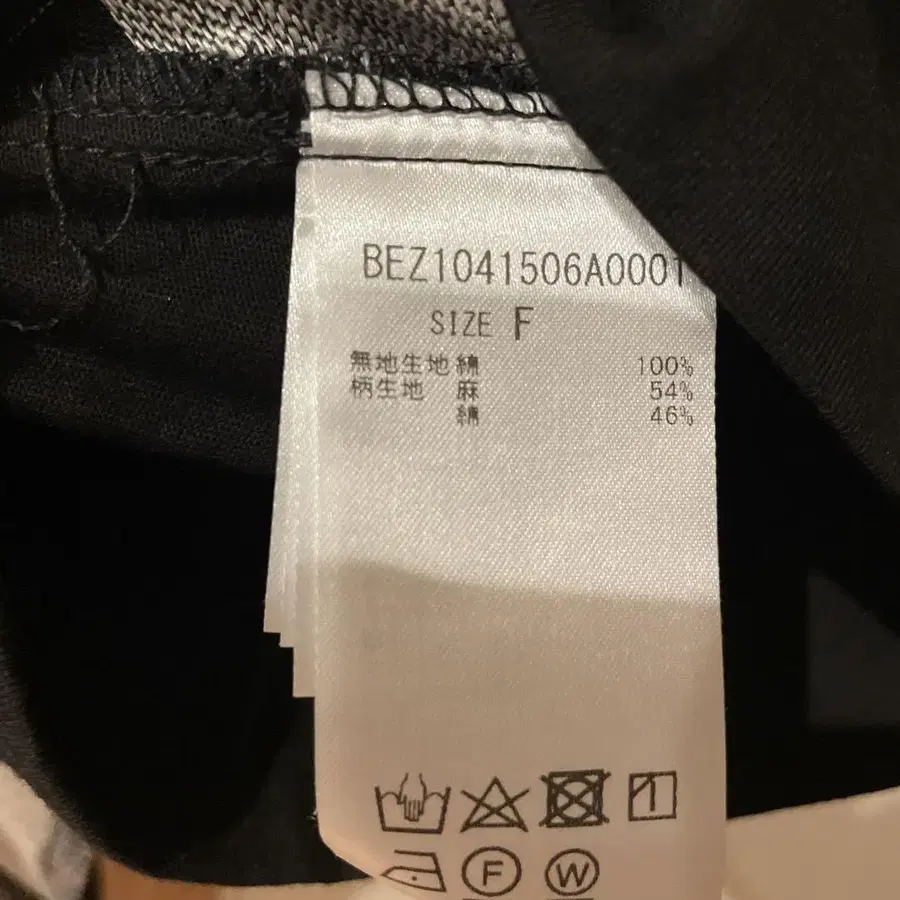 BEZ1041506A0001
SIZE F
無地生地 綿 100%
柄生地 麻 54%
綿 46%
F W